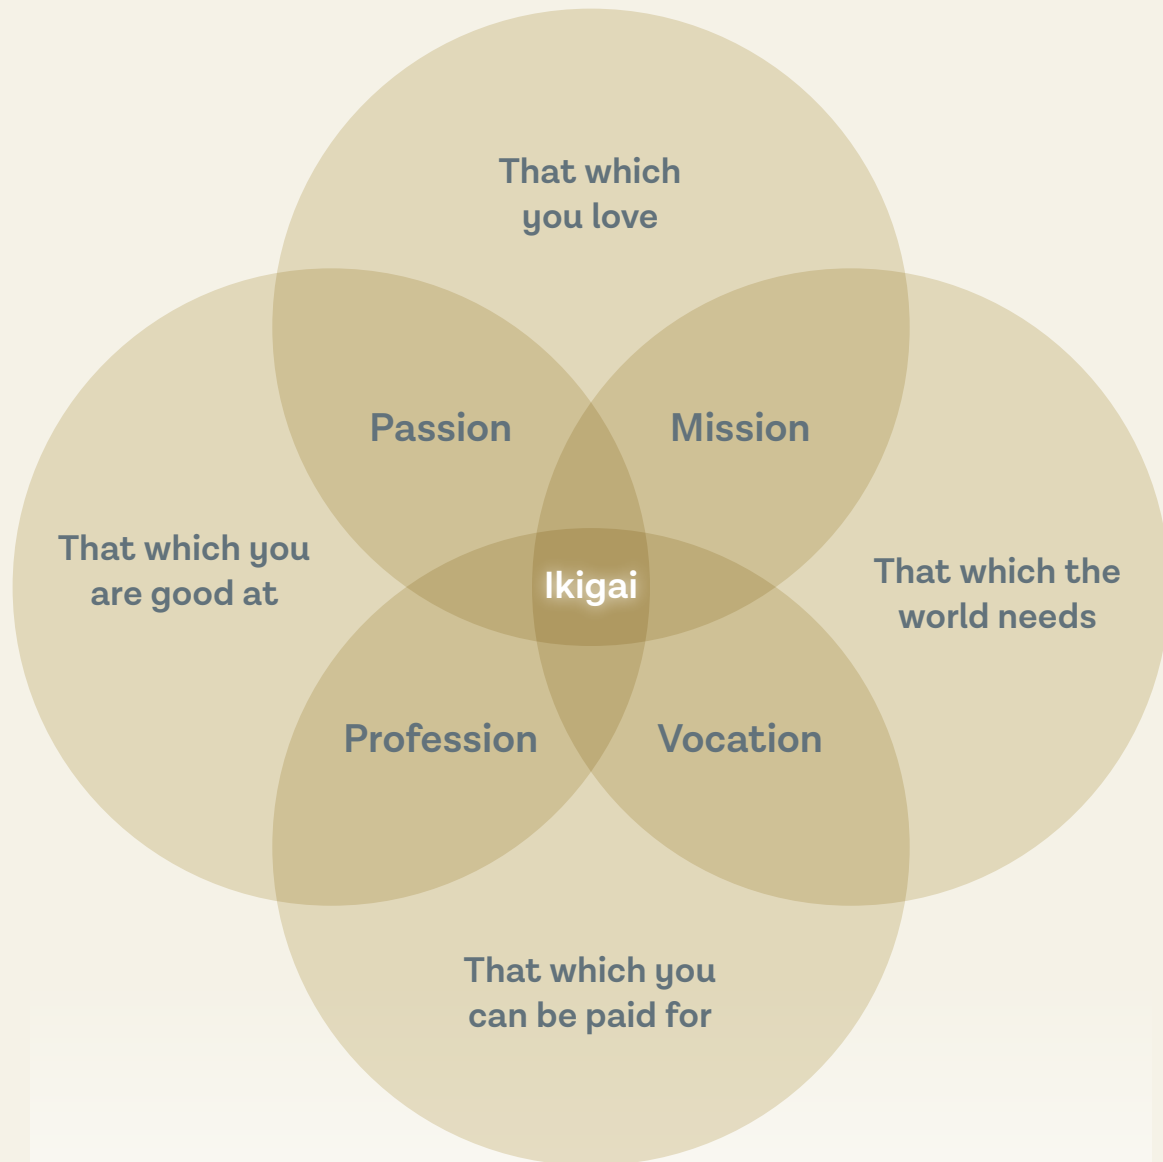 That which
you love
Passion
Mission
That which you
are good at
Ikigai
That which the
world needs
Profession
Vocation
That which you
can be paid for